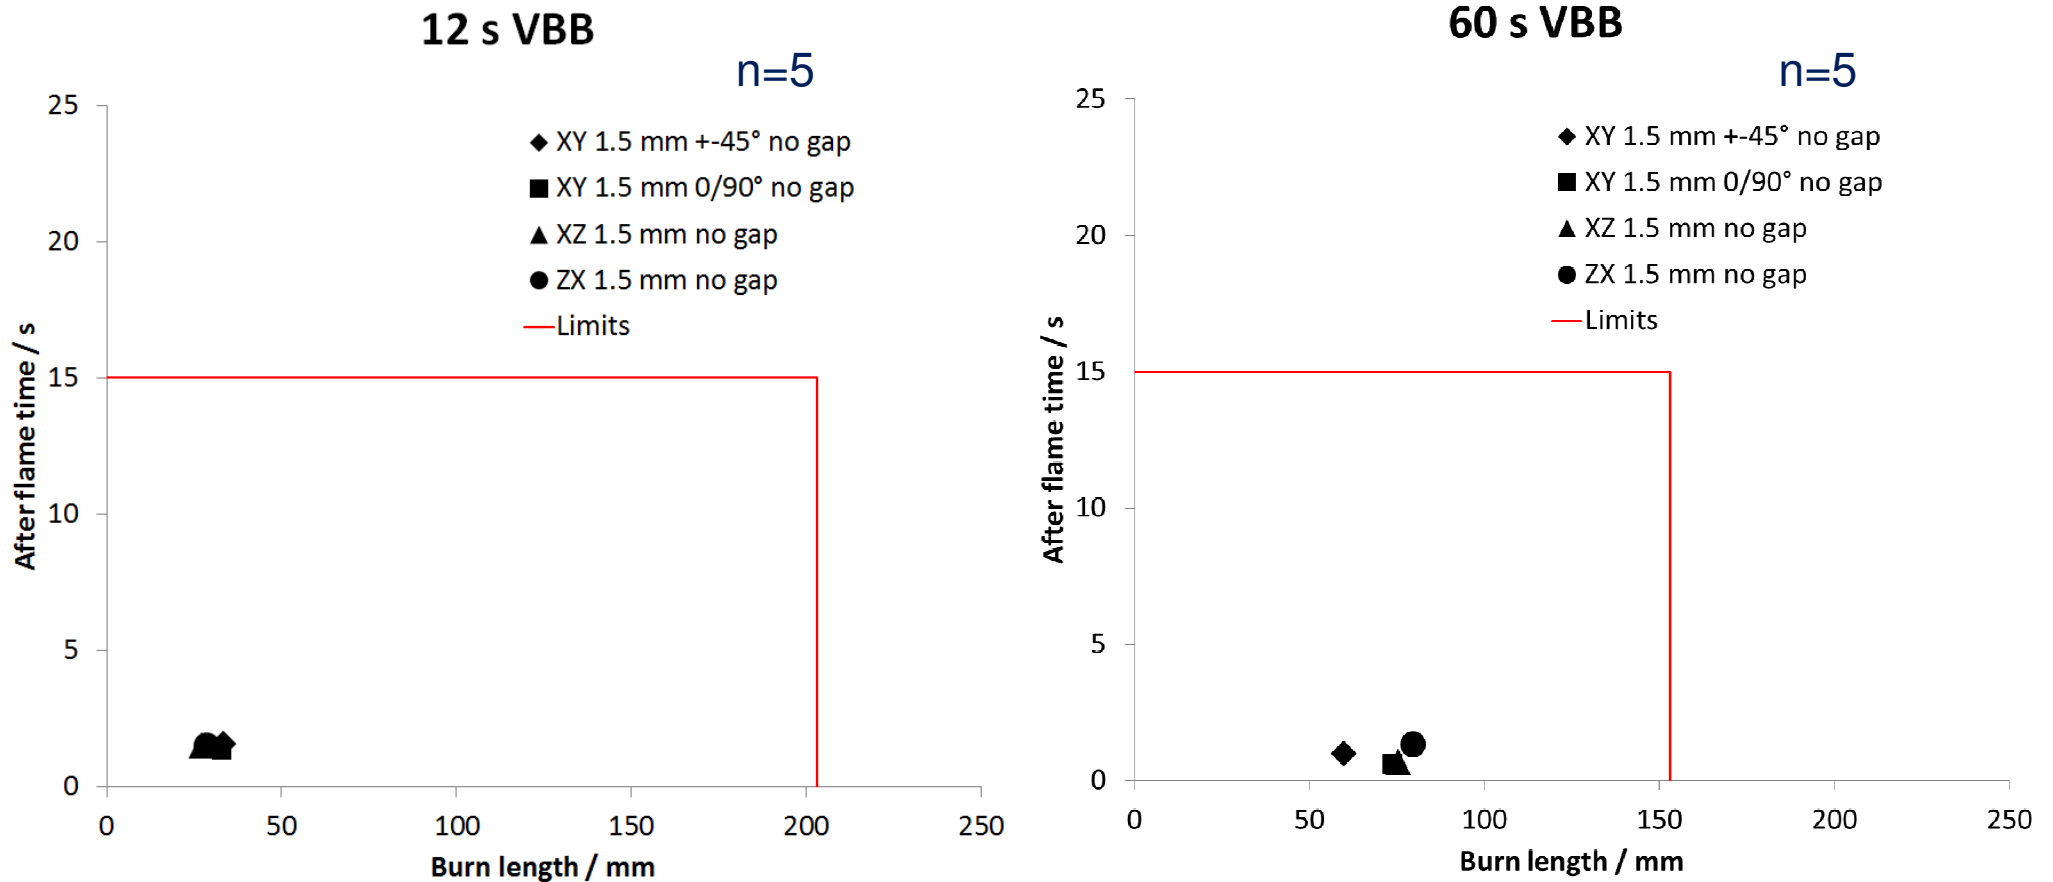 12 s VBB
n=5
25
20
15
10
5
0
After flame time / s
XY 1.5 mm +-45° no gap
XY 1.5 mm 0/90° no gap
XZ 1.5 mm no gap
ZX 1.5 mm no gap
Limits
0 50 100 150 200 250
Burn length / mm
60 s VBB
n=5
25
20
15
10
5
0
After flame time / s
XY 1.5 mm +-45° no gap
XY 1.5 mm 0/90° no gap
XZ 1.5 mm no gap
ZX 1.5 mm no gap
Limits
0 50 100 150 200 250
Burn length / mm